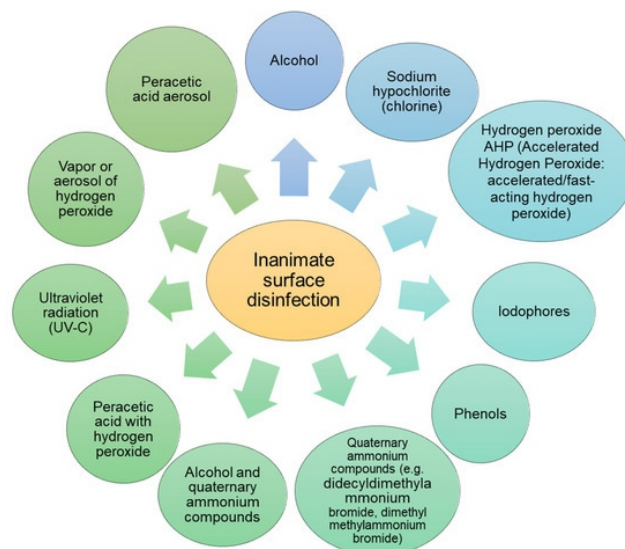 Alcohol
Sodium
hypochlorite
(chlorine)
Hydrogen peroxide
AHP (Accelerated
Hydrogen Peroxide:
accelerated/fast-
acting hydrogen
peroxide)
Iodophores
Phenols
Quaternary
ammonium
compounds (e.g.
didecyldimethyla
mmonium
bromide, dimethyl
methylammonium
bromide)
Alcohol and
quaternary
ammonium
compounds
Peracetic
acid with
hydrogen
peroxide
Ultraviolet
radiation
(UV-C)
Vapor or
aerosol of
hydrogen
peroxide
Peracetic
acid aerosol
Inanimate
surface
disinfection